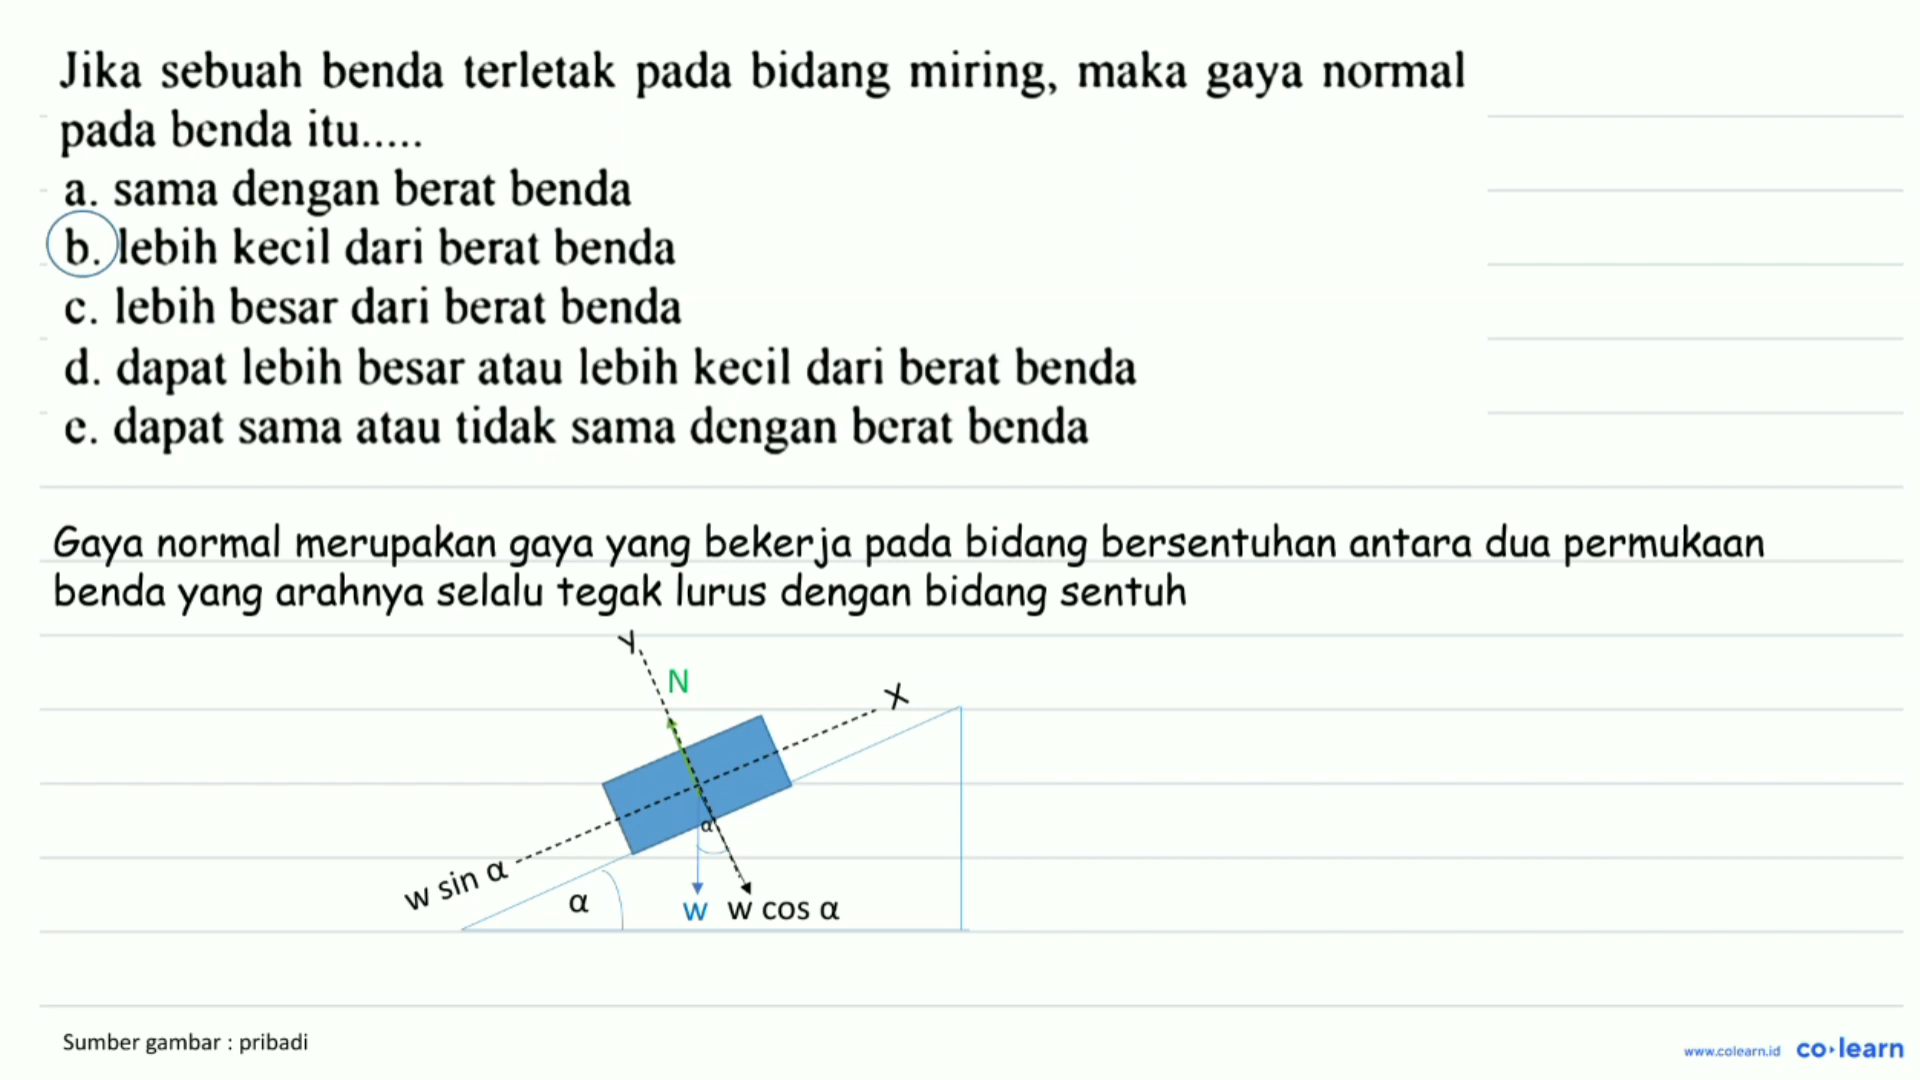 Jika sebuah benda terletak pada bidang miring, maka gaya normal
pada benda itu.....
a. sama dengan berat benda
b. lebih kecil dari berat benda
c. lebih besar dari berat benda
d. dapat lebih besar atau lebih kecil dari berat benda
e. dapat sama atau tidak sama dengan berat benda
Gaya normal merupakan gaya yang bekerja pada bidang bersentuhan antara dua permukaan
benda yang arahnya selalu tegak lurus dengan bidang sentuh
Y
N
X
α
w sin α
α
w
w cos α
Sumber gambar : pribadi
www.colearn.id
co learn